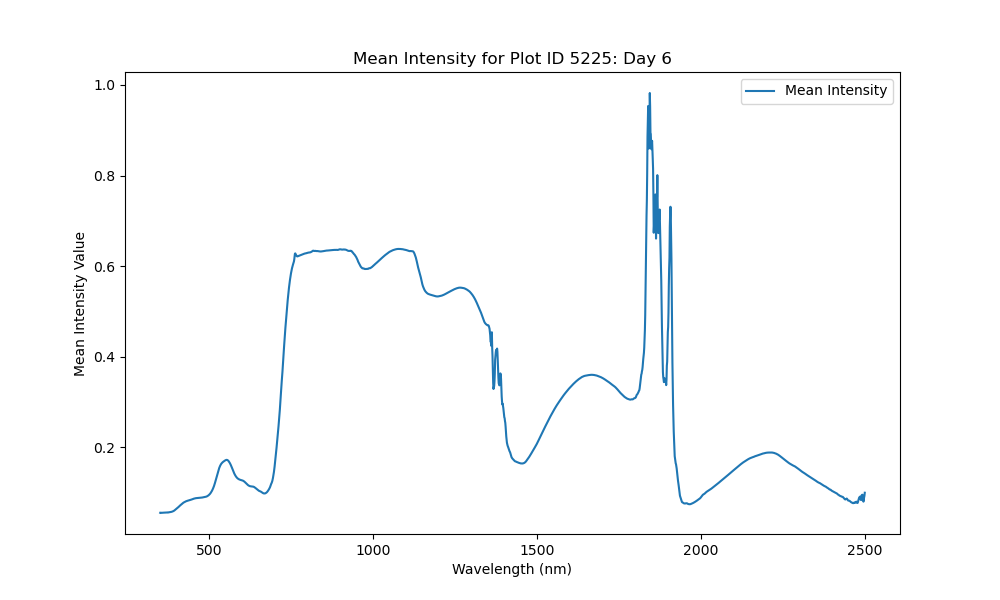 Mean Intensity for Plot ID 5225: Day 6
Mean Intensity
Mean Intensity Value
1.0
0.8
0.6
0.4
0.2
500
1000
1500
2000
2500
Wavelength (nm)